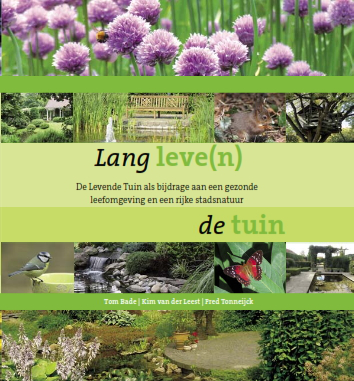 Lang leve(n)
De Levende Tuin als bijdrage aan een gezonde
leefomgeving en een rijke stadsnatuur
de tuin
Tom Bade | Kim van der Leest | Fred Tonneijck